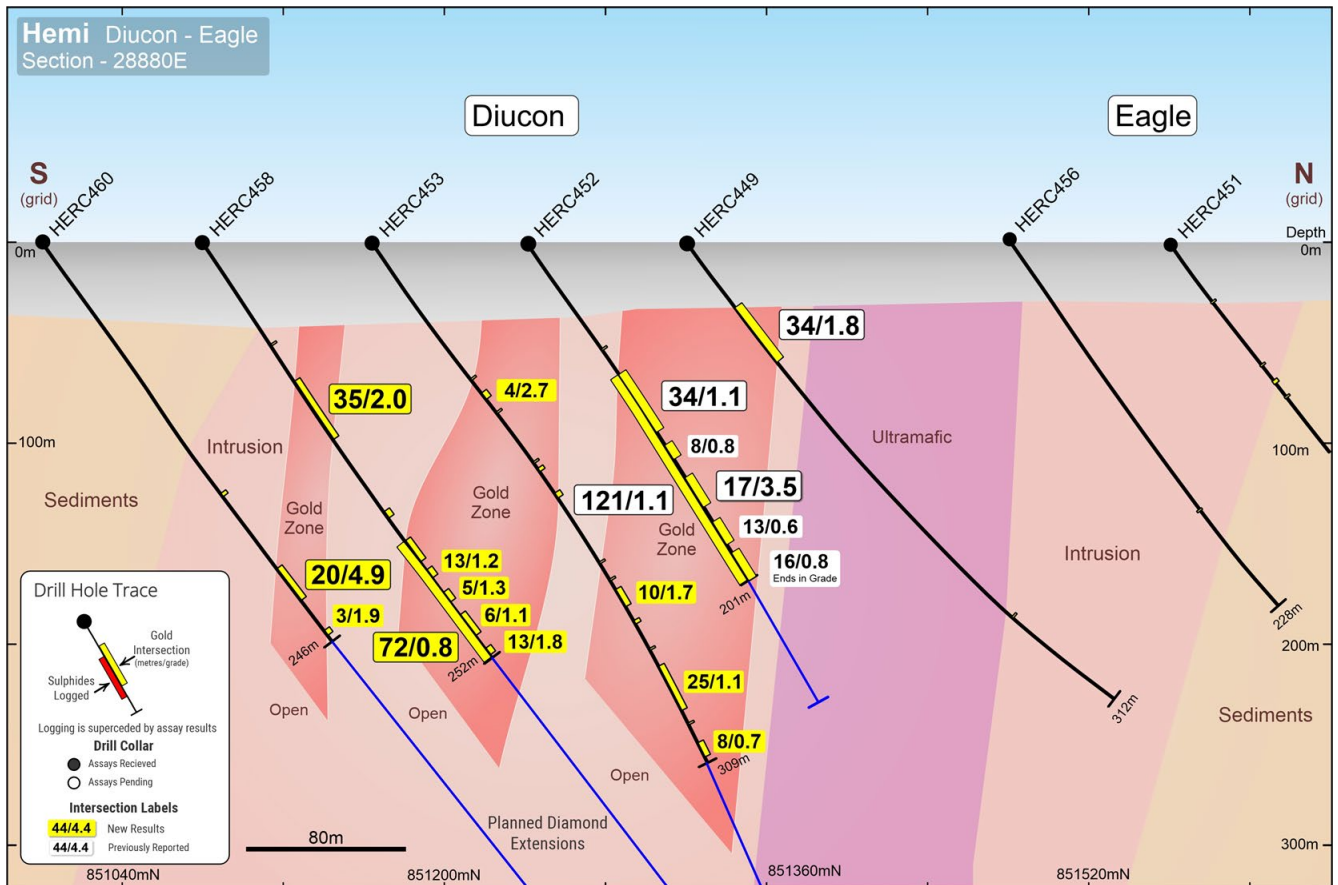 Hemi Diucon - Eagle
Section - 28880E
Diucon
Eagle
S
(grid)
N
(grid)
HERC460
HERC458
HERC453
HERC452
HERC449
HERC456
HERC451
0m
Depth
0m
34/1.8
4/2.7
35/2.0
34/1.1
8/0.8
Ultramafic
100m
100m
Intrusion
Sediments
17/3.5
121/1.1
Gold
Zone
Gold
Zone
Gold
Zone
13/0.6
Intrusion
13/1.2
16/0.8
Ends in Grade
20/4.9
5/1.3
10/1.7
201m
3/1.9
6/1.1
13/1.8
72/0.8
246m
252m
228m
200m
25/1.1
312m
Open
Open
Sediments
8/0.7
309m
Open
Planned Diamond
Extensions
80m
300m
851040mN
851200mN
851360mN
851520mN
Drill Hole Trace
Gold
Intersection
(metres/grade)
Sulphides
Logged
Logging is superceded by assay results
Drill Collar
Assays Recieved
Assays Pending
Intersection Labels
44/4.4 New Results
44/4.4 Previously Reported